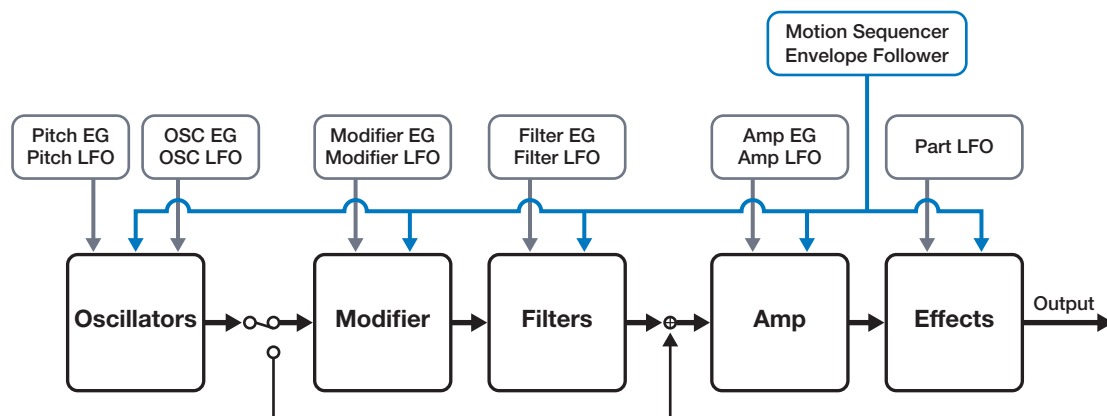 Motion Sequencer
Envelope Follower
Pitch EG
Pitch LFO
OSC EG
OSC LFO
Modifier EG
Modifier LFO
Filter EG
Filter LFO
Amp EG
Amp LFO
Part LFO
Oscillators
Modifier
Filters
Amp
Effects
Output